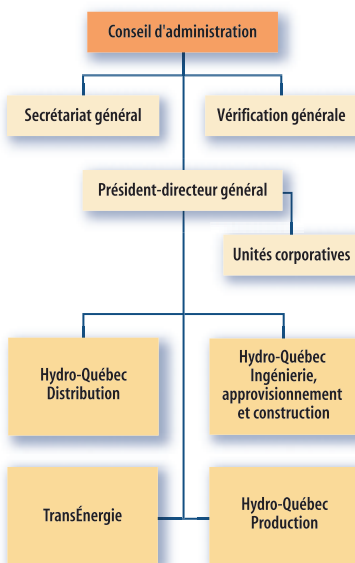 Conseil d'administration
Secrétariat général
Vérification générale
Président-directeur général
Unités corporatives
Hydro-Québec
Distribution
Hydro-Québec
Ingénierie,
approvisionnement
et construction
TransÉnergie
Hydro-Québec
Production